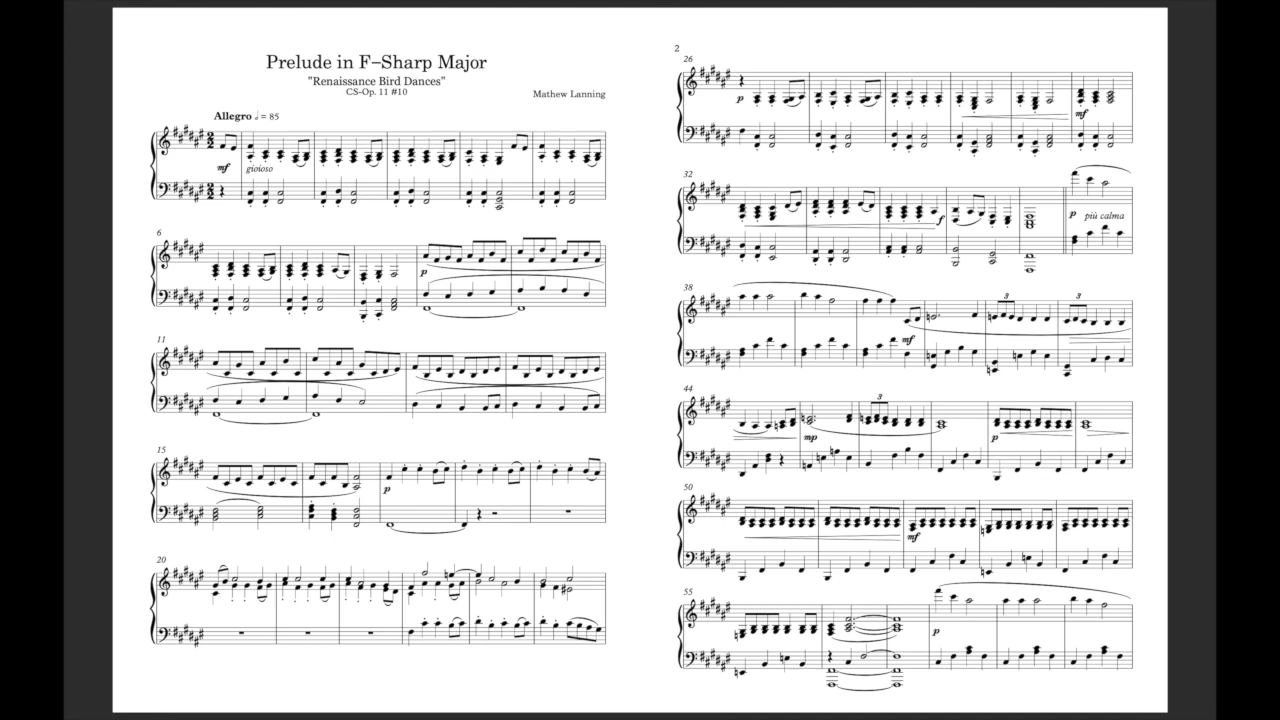 Prelude in F–Sharp Major
"Renaissance Bird Dances"
CS-Op. 11 #10
Mathew Lanning
Allegro 𝅗𝅥 = 85
mf
gioioso
6
p
11
15
p
20
2
26
p
mf
32
f
p più calma
38
mf
3
3
44
3
mp
p
50
mf
55
p